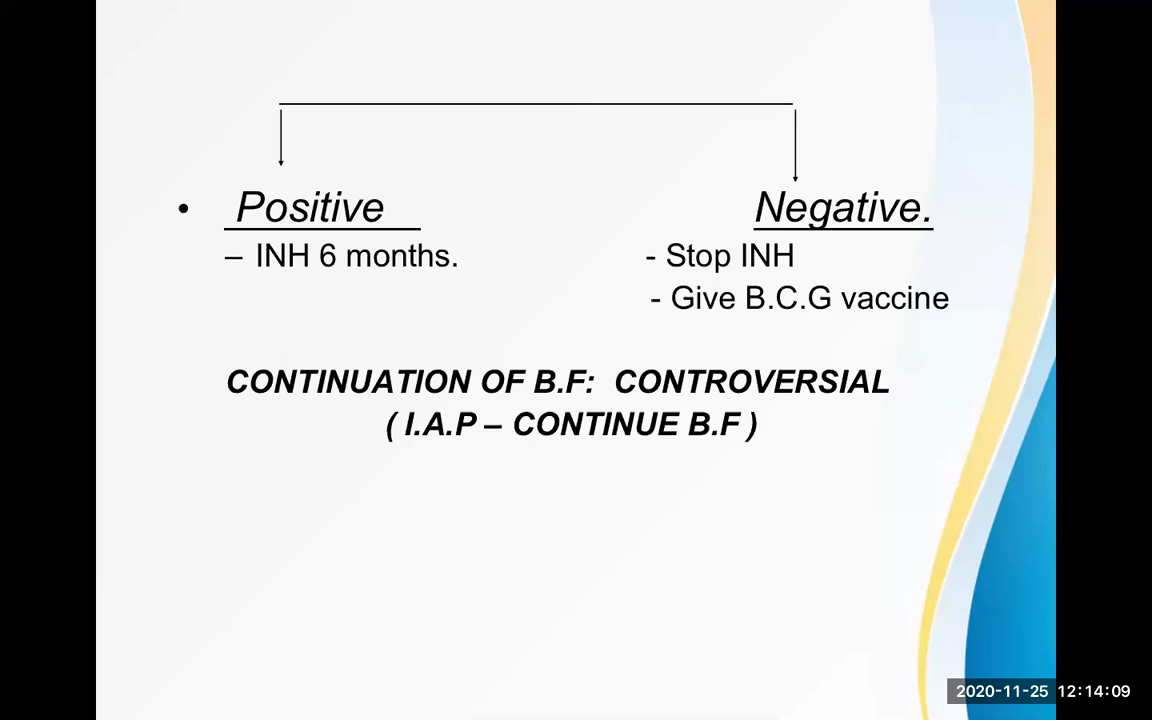 • Positive Negative.
– INH 6 months. - Stop INH
- Give B.C.G vaccine
CONTINUATION OF B.F: CONTROVERSIAL
( I.A.P – CONTINUE B.F )
2020-11-25 12:14:09